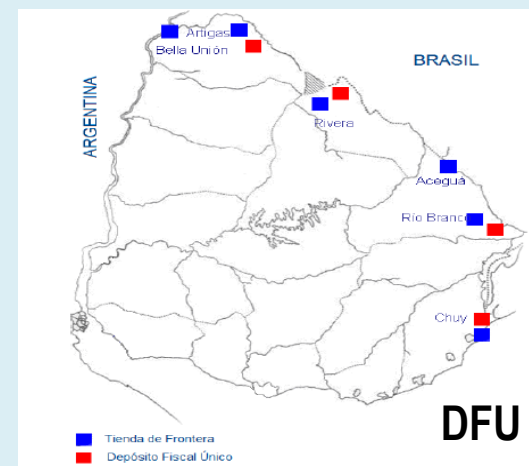 Artigas
Bella Unión
BRASIL
ARGENTINA
Rivera
Aceguá
Río Branco
Chuy
DFU
Tienda de Frontera
Depósito Fiscal Único